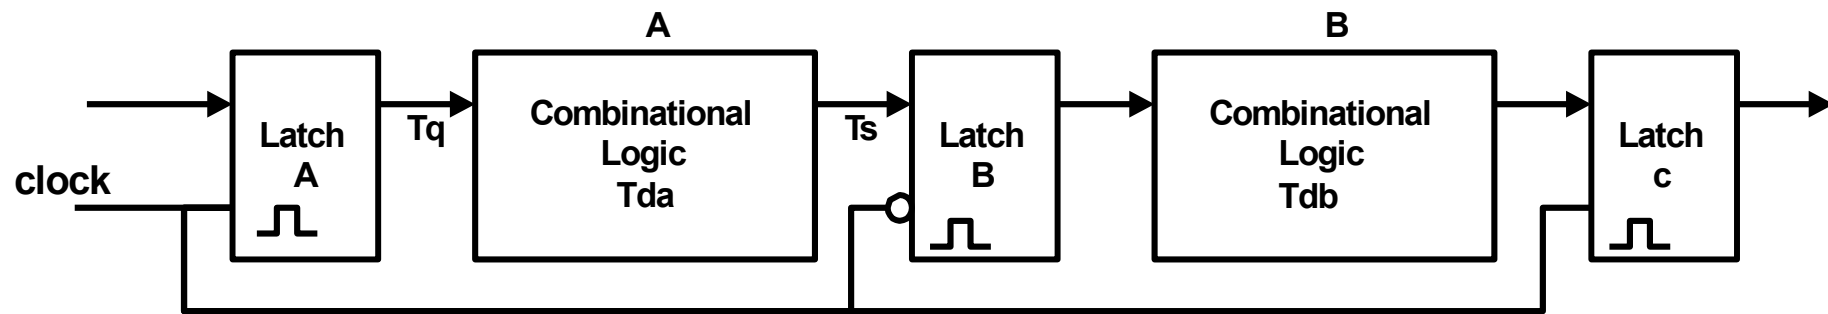 A
B
Latch
A
Tq
Combinational
Logic
Tda
Ts
Latch
B
Combinational
Logic
Tdb
Latch
c
clock